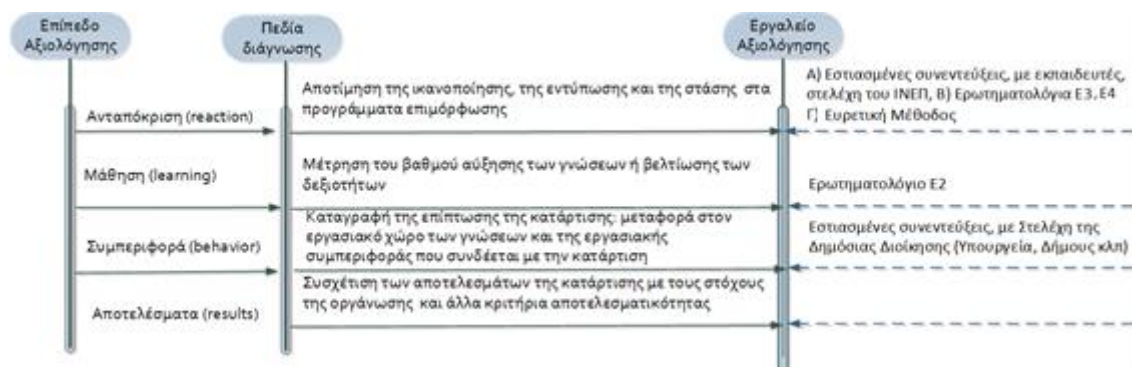 Επίπεδο
Αξιολόγησης
Πεδία
διάγνωσης
Εργαλείο
Αξιολόγησης
Ανταπόκριση (reaction)
Αποτίμηση της ικανοποίησης, της εντύπωσης και της στάσης στα
προγράμματα επιμόρφωσης
Α) Εστιασμένες συνεντεύξεις, με εκπαιδευτές,
στελέχη του ΙΝΕΠ, Β) Ερωτηματολόγια Ε3, Ε4
Γ) Ευρετική Μέθοδος
Μάθηση (learning)
Μέτρηση του βαθμού αύξησης των γνώσεων ή βελτίωσης των
δεξιοτήτων
Ερωτηματολόγιο Ε2
Συμπεριφορά (behavior)
Καταγραφή της επίπτωσης της κατάρτισης: μεταφορά στον
εργασιακό χώρο των γνώσεων και της εργασιακής
συμπεριφοράς που συνδέεται με την κατάρτιση
Εστιασμένες συνεντεύξεις, με Στελέχη της
Δημόσιας Διοίκησης (Υπουργεία, Δήμους κλπ)
Αποτελέσματα (results)
Συσχέτιση των αποτελεσμάτων της κατάρτισης με τους στόχους
της οργάνωσης και άλλα κριτήρια αποτελεσματικότητας